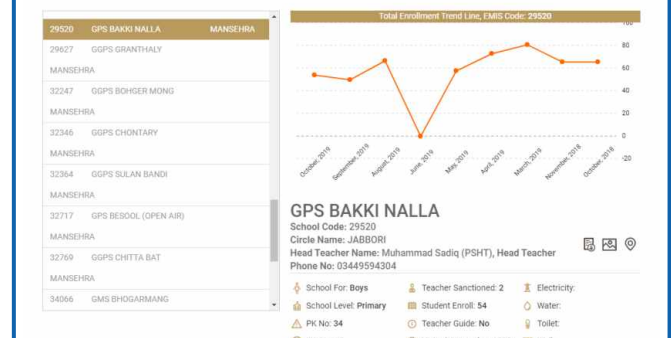 29520 GPS BAKKI NALLA MANSEHRA
29627 GGPS GRANTHALY
MANSEHRA
32247 GGPS BOHGER MONG
MANSEHRA
32346 GGPS CHONTARY
MANSEHRA
32364 GGPS SULAN BANDI
MANSEHRA
32717 GPS BESOOL (OPEN AIR)
MANSEHRA
32769 GGPS CHITTA BAT
MANSEHRA
34066 GMS BHOGARMANG
Total Enrollment Trend Line, EMIS Code: 29520
100
80
60
40
20
0
-20
October, 2019
September, 2019
August, 2019
June, 2019
May, 2019
April, 2019
March, 2019
November, 2018
October, 2018
GPS BAKKI NALLA
School Code: 29520
Circle Name: JABBORI
Head Teacher Name: Muhammad Sadiq (PSHT), Head Teacher
Phone No: 03449594304
School For: Boys Teacher Sanctioned: 2 Electricity:
School Level: Primary Student Enroll: 54 Water:
PK No: 34 Teacher Guide: No Toilet: